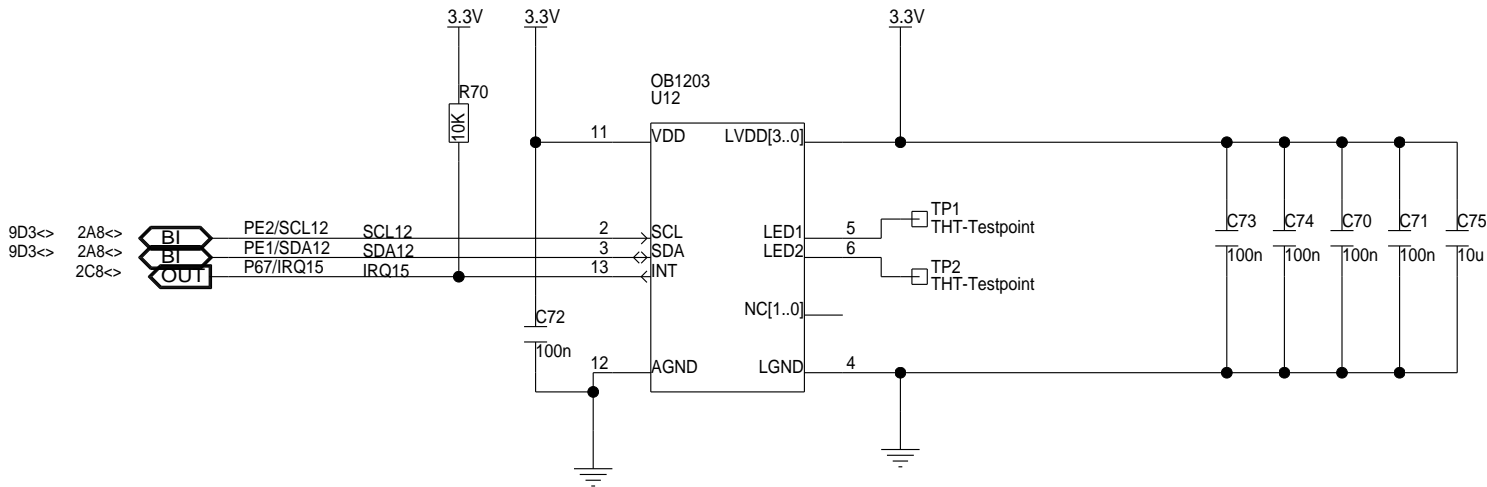 3.3V
3.3V
3.3V
OB1203
U12
R70
10K
11
VDD
LVDD[3..0]
9D3<>
2A8<>
BI
PE2/SCL12
SCL12
2
SCL
LED1
5
TP1
THT-Testpoint
9D3<>
2A8<>
BI
PE1/SDA12
SDA12
3
SDA
LED2
6
2C8<>
OUT
P67/IRQ15
IRQ15
13
INT
TP2
THT-Testpoint
C73
100n
C74
100n
C70
100n
C71
100n
C75
10u
NC[1..0]
C72
100n
12
AGND
LGND
4